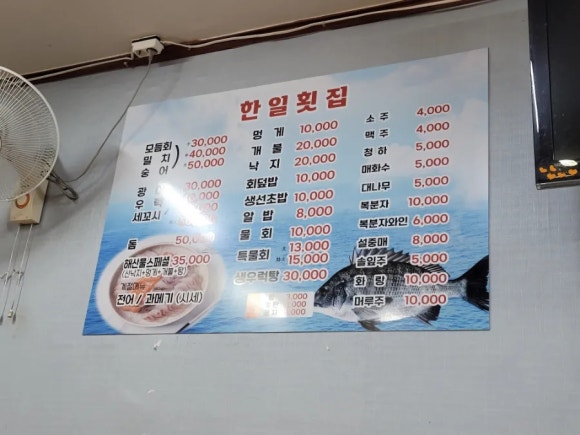 한일횟집
모듬회
밀치
숭어
30,000
40,000
50,000
세꼬시
돔 50,000
해산물스페셜 35,000
(산낙지+멍게+개불+탕)
계절메뉴
전어 / 과메기 (시세)
멍게 10,000
개불 20,000
낙지 20,000
회덮밥 10,000
생선초밥 10,000
알밥 8,000
물회 10,000
특물회 13,000
15,000
생우럭탕 30,000
소주 4,000
맥주 4,000
청하 5,000
매화수 5,000
대나무 5,000
복분자 10,000
복분자와인 6,000
설중매 8,000
솔잎주 5,000
화랑 10,000
머루주 10,000